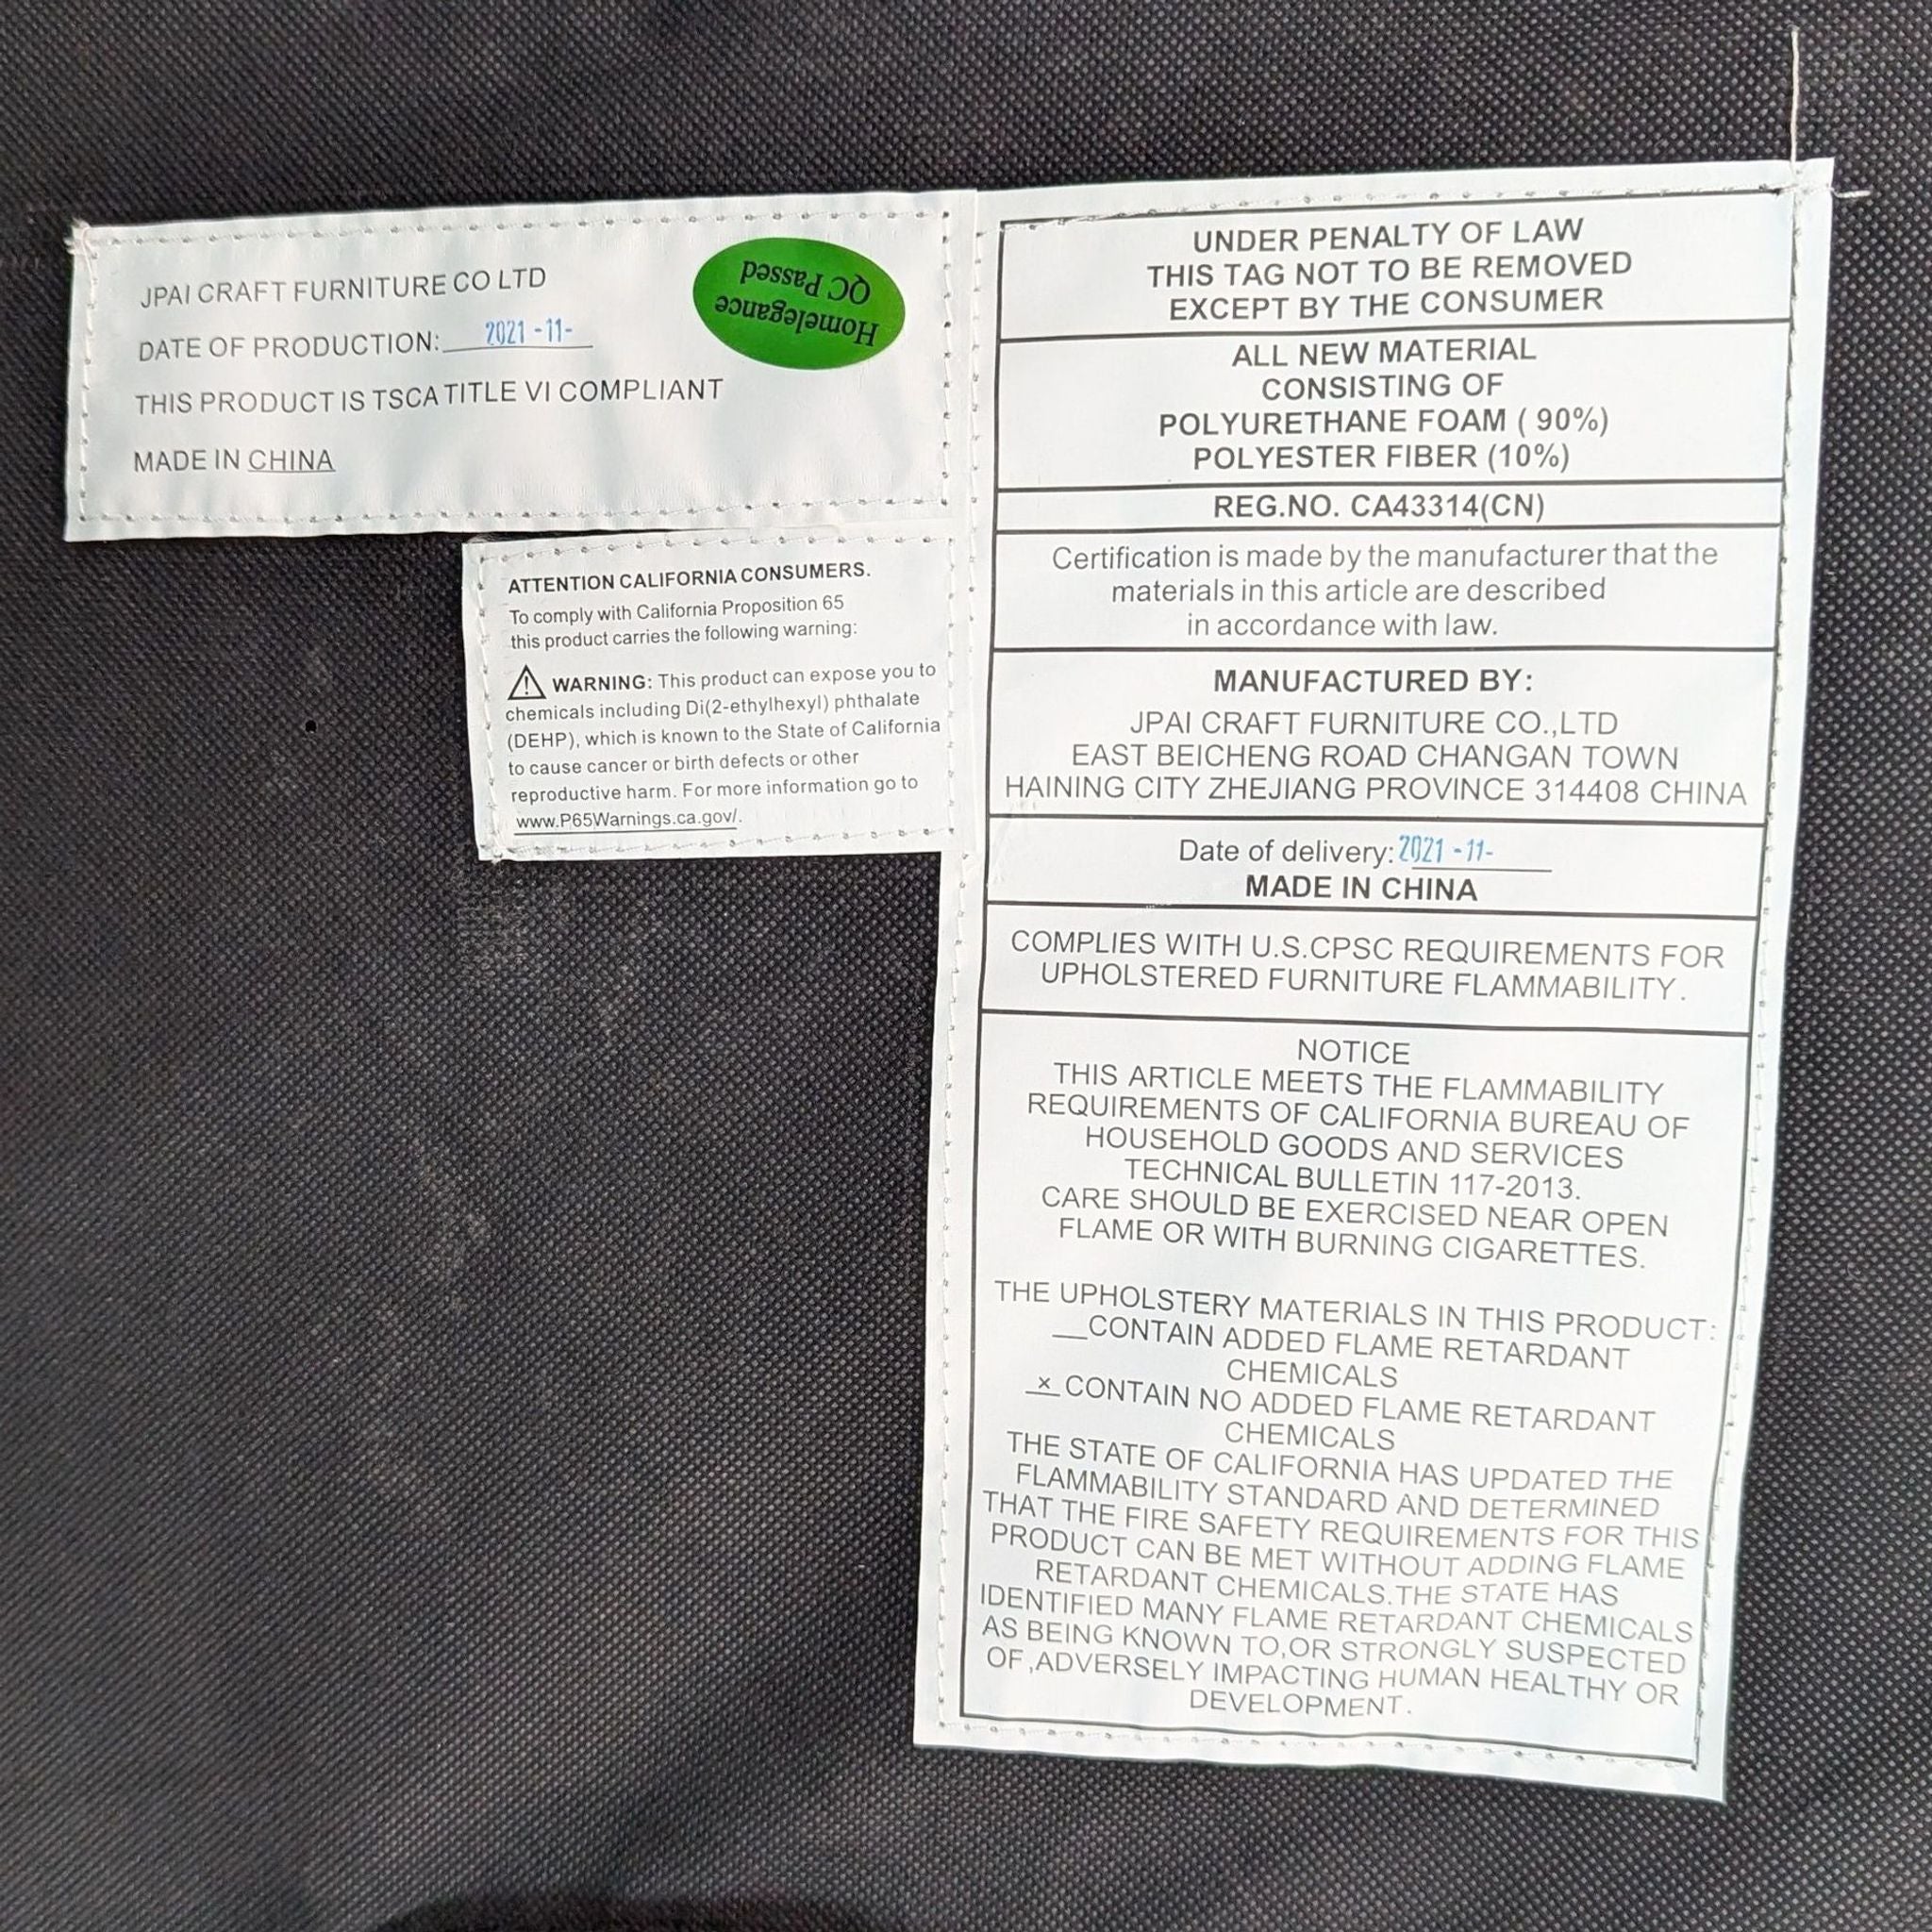 JPAI CRAFT FURNITURE CO LTD
DATE OF PRODUCTION: 2021 -11-
THIS PRODUCT IS TSCA TITLE VI COMPLIANT
MADE IN CHINA
Homelegance
QC Passed
ATTENTION CALIFORNIA CONSUMERS.
To comply with California Proposition 65
this product carries the following warning:
WARNING: This product can expose you to
chemicals including Di(2-ethylhexyl) phthalate
(DEHP), which is known to the State of California
to cause cancer or birth defects or other
reproductive harm. For more information go to
www.P65Warnings.ca.gov/.
UNDER PENALTY OF LAW
THIS TAG NOT TO BE REMOVED
EXCEPT BY THE CONSUMER
ALL NEW MATERIAL
CONSISTING OF
POLYURETHANE FOAM ( 90%)
POLYESTER FIBER (10%)
REG.NO. CA43314(CN)
Certification is made by the manufacturer that the
materials in this article are described
in accordance with law.
MANUFACTURED BY:
JPAI CRAFT FURNITURE CO.,LTD
EAST BEICHENG ROAD CHANGAN TOWN
HAINING CITY ZHEJIANG PROVINCE 314408 CHINA
Date of delivery: 2021 -11-
MADE IN CHINA
COMPLIES WITH U.S.CPSC REQUIREMENTS FOR
UPHOLSTERED FURNITURE FLAMMABILITY.
NOTICE
THIS ARTICLE MEETS THE FLAMMABILITY
REQUIREMENTS OF CALIFORNIA BUREAU OF
HOUSEHOLD GOODS AND SERVICES
TECHNICAL BULLETIN 117-2013.
CARE SHOULD BE EXERCISED NEAR OPEN
FLAME OR WITH BURNING CIGARETTES.
THE UPHOLSTERY MATERIALS IN THIS PRODUCT:
__CONTAIN ADDED FLAME RETARDANT
CHEMICALS
× CONTAIN NO ADDED FLAME RETARDANT
CHEMICALS
THE STATE OF CALIFORNIA HAS UPDATED THE
FLAMMABILITY STANDARD AND DETERMINED
THAT THE FIRE SAFETY REQUIREMENTS FOR THIS
PRODUCT CAN BE MET WITHOUT ADDING FLAME
RETARDANT CHEMICALS.THE STATE HAS
IDENTIFIED MANY FLAME RETARDANT CHEMICALS
AS BEING KNOWN TO,OR STRONGLY SUSPECTED
OF,ADVERSELY IMPACTING HUMAN HEALTHY OR
DEVELOPMENT.